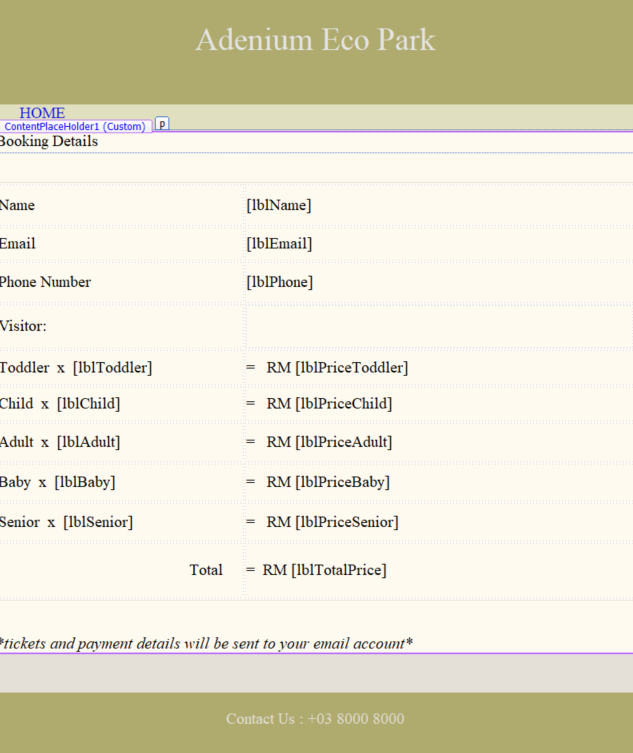 Adenium Eco Park
HOME
ContentPlaceHolder1 (Custom) p
Booking Details
Name [lblName]
Email [lblEmail]
Phone Number [lblPhone]
Visitor:
Toddler x [lblToddler] = RM [lblPriceToddler]
Child x [lblChild] = RM [lblPriceChild]
Adult x [lblAdult] = RM [lblPriceAdult]
Baby x [lblBaby] = RM [lblPriceBaby]
Senior x [lblSenior] = RM [lblPriceSenior]
Total = RM [lblTotalPrice]
*tickets and payment details will be sent to your email account*
Contact Us : +03 8000 8000